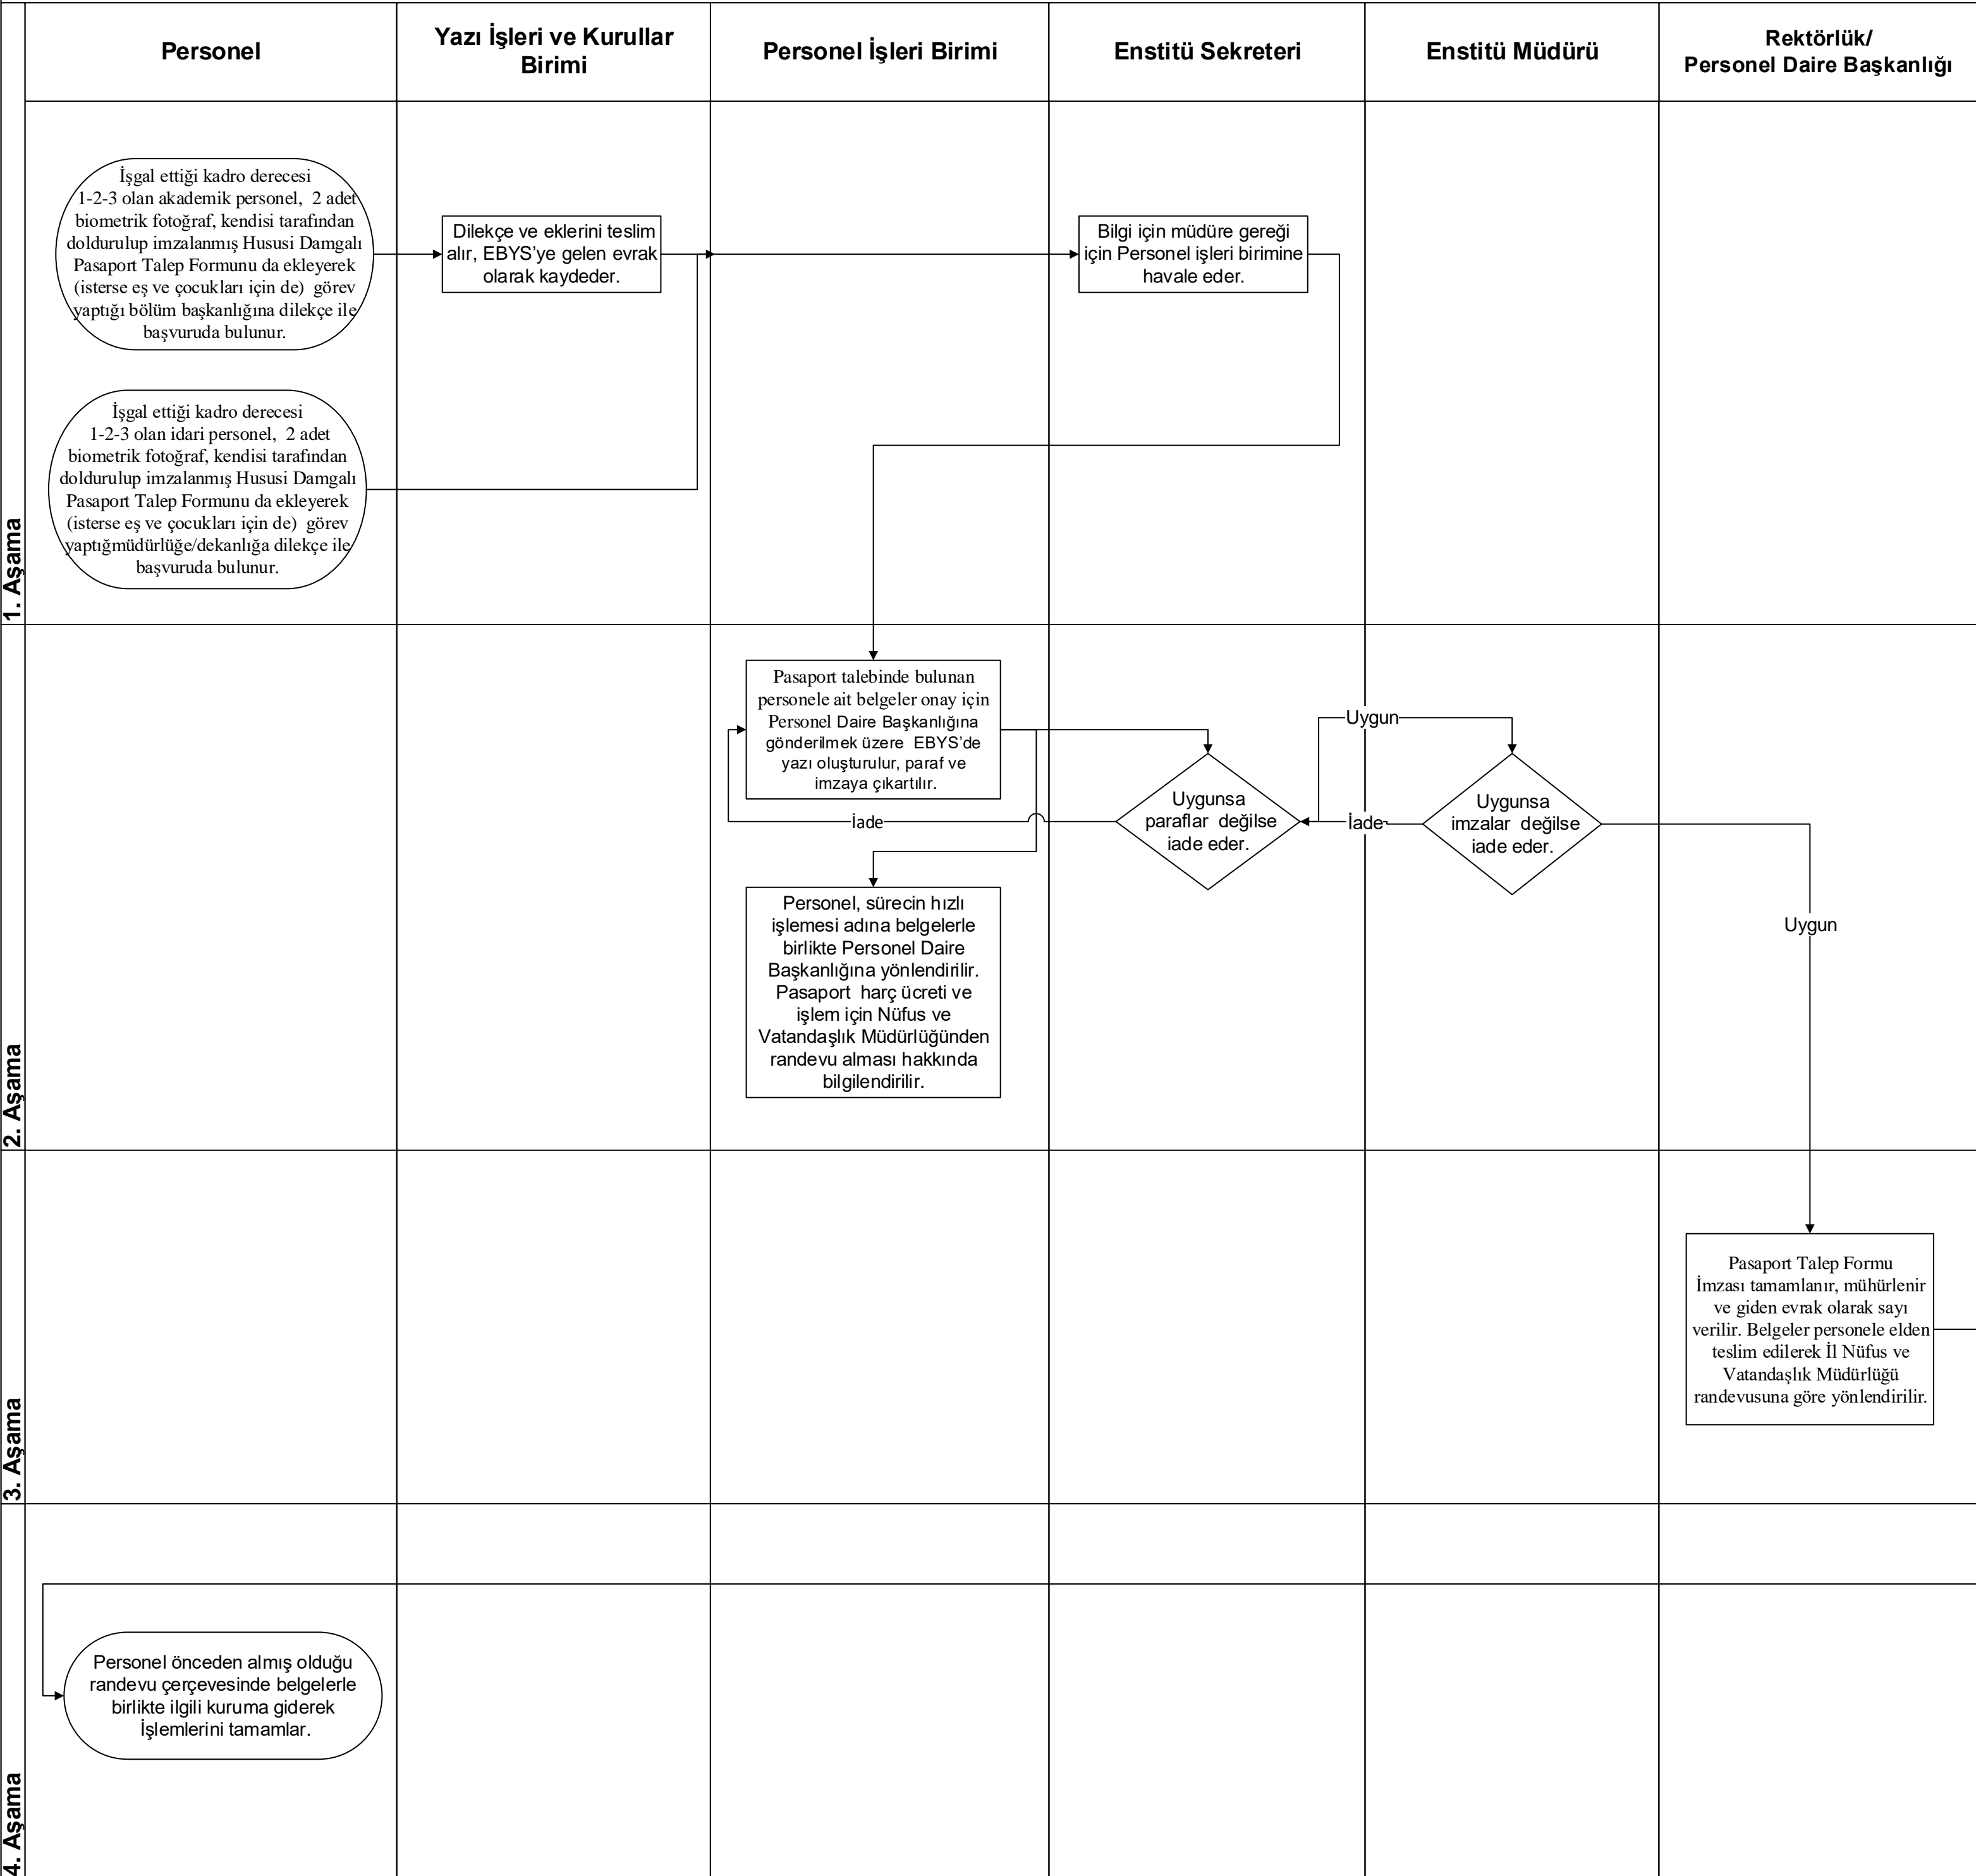 Personel
Yazı İşleri ve Kurullar
Birimi
Personel İşleri Birimi
Enstitü Sekreteri
Enstitü Müdürü
Rektörlük/
Personel Daire Başkanlığı
1. Aşama
İşgal ettiği kadro derecesi
1-2-3 olan akademik personel, 2 adet
biometrik fotoğraf, kendisi tarafından
doldurulup imzalanmış Hususi Damgalı
Pasaport Talep Formunu da ekleyerek
(isterse eş ve çocukları için de) görev
yaptığı bölüm başkanlığına dilekçe ile
başvuruda bulunur.
Dilekçe ve eklerini teslim
alır, EBYS’ye gelen evrak
olarak kaydeder.
Bilgi için müdüre gereği
için Personel işleri birimine
havale eder.
İşgal ettiği kadro derecesi
1-2-3 olan idari personel, 2 adet
biometrik fotoğraf, kendisi tarafından
doldurulup imzalanmış Hususi Damgalı
Pasaport Talep Formunu da ekleyerek
(isterse eş ve çocukları için de) görev
yaptığmüdürlüğe/dekanlığa dilekçe ile
başvuruda bulunur.
2. Aşama
Pasaport talebinde bulunan
personele ait belgeler onay için
Personel Daire Başkanlığına
gönderilmek üzere EBYS’de
yazı oluşturulur, paraf ve
imzaya çıkartılır.
Uygun
Uygunsa
paraflar değilse
iade eder.
Uygunsa
imzalar değilse
iade eder.
İade
İade
Uygun
Personel, sürecin hızlı
işlemesi adına belgelerle
birlikte Personel Daire
Başkanlığına yönlendirilir.
Pasaport harç ücreti ve
işlem için Nüfus ve
Vatandaşlık Müdürlüğünden
randevu alması hakkında
bilgilendirilir.
3. Aşama
Pasaport Talep Formu
İmzası tamamlanır, mühürlenir
ve giden evrak olarak sayı
verilir. Belgeler personele elden
teslim edilerek İl Nüfus ve
Vatandaşlık Müdürlüğü
randevusuna göre yönlendirilir.
4. Aşama
Personel önceden almış olduğu
randevu çerçevesinde belgelerle
birlikte ilgili kuruma giderek
İşlemlerini tamamlar.